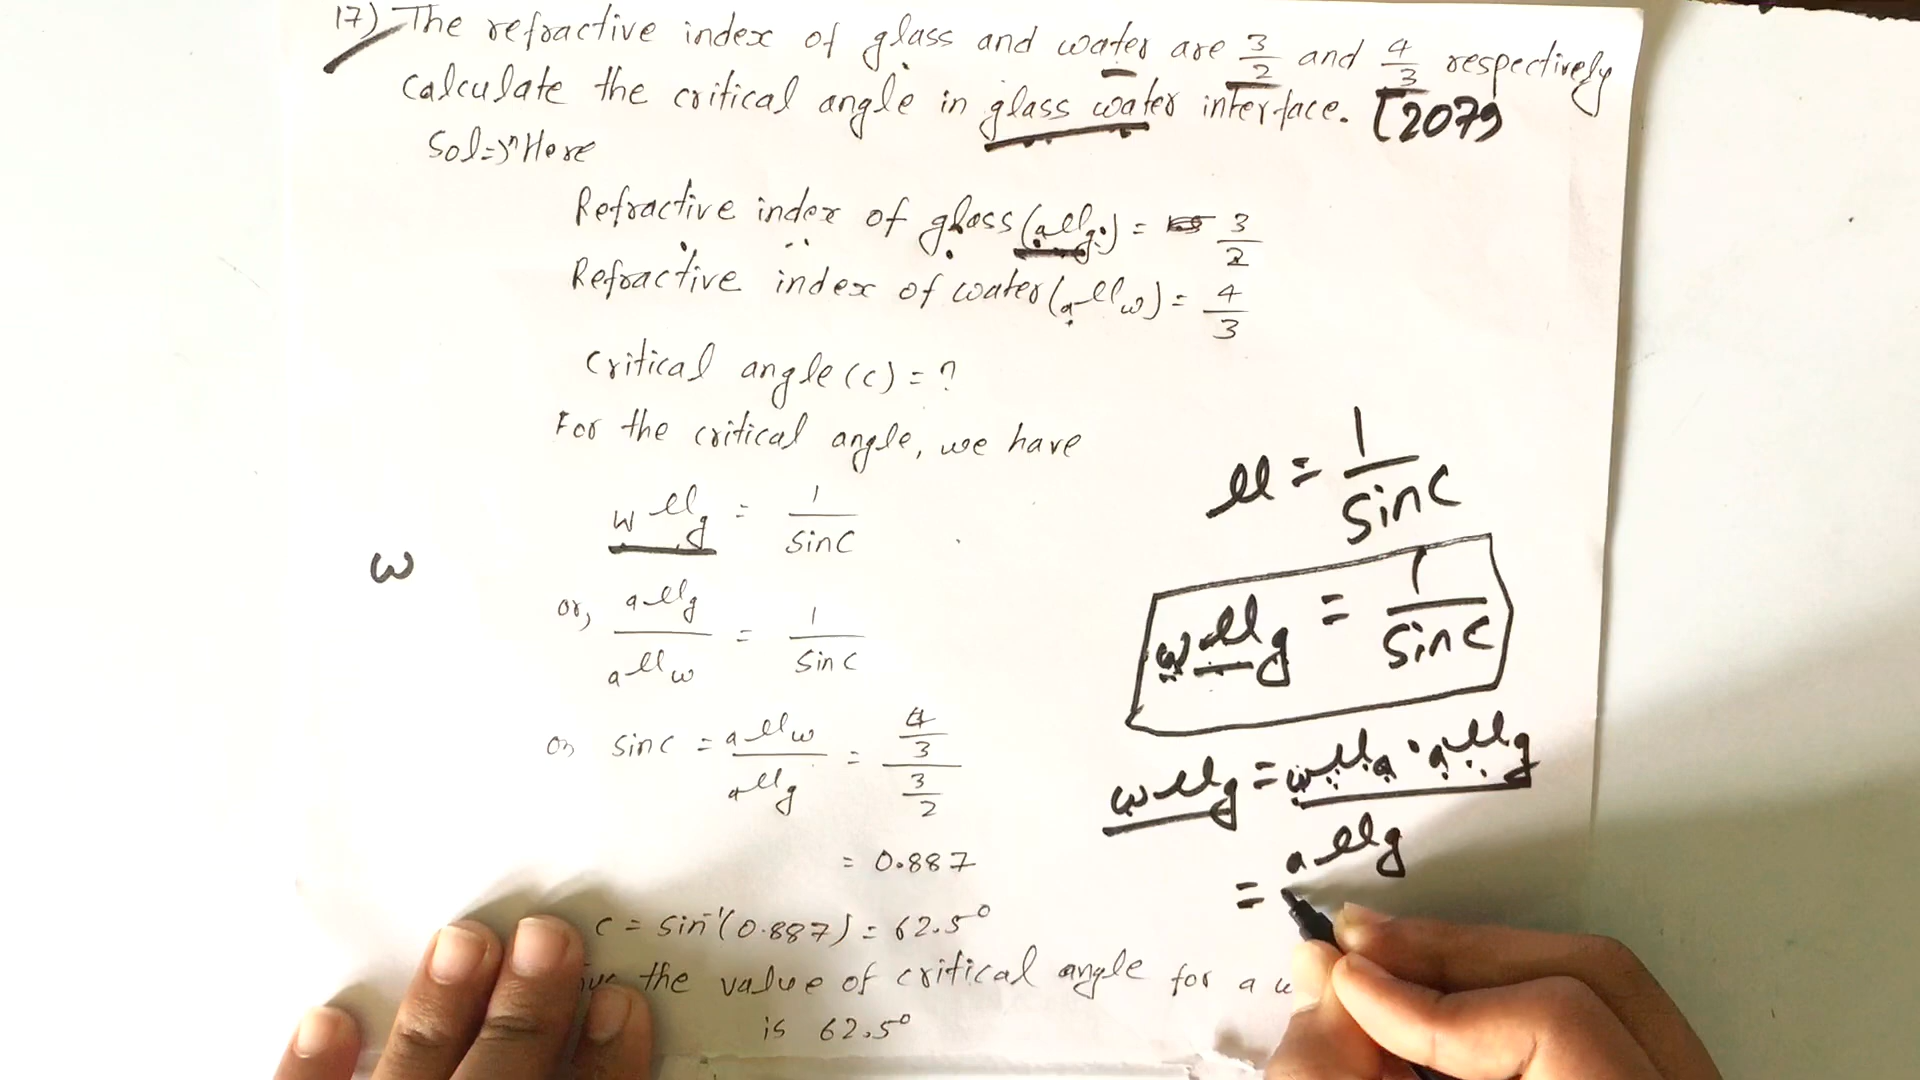 17) The refractive index of glass and water are 3/2 and 4/3 respectively
Calculate the critical angle in glass water interface. [2079
Sol=>n Here
Refractive index of glass (aμg) = 3/2
Refractive index of water (aμw) = 4/3
Critical angle (c) = ?
For the critical angle, we have
wμg = 1/sinC
or, aμg/aμw = 1/sinC
or sinc = aμw/aμg = 4/3 / 3/2
= 0.887
c = sin⁻¹(0.887) = 62.5°
the value of critical angle for a
is 62.5°
w
μ = 1/sinc
wμg = 1/sinc
wμg = wμa . aμg
= aμg